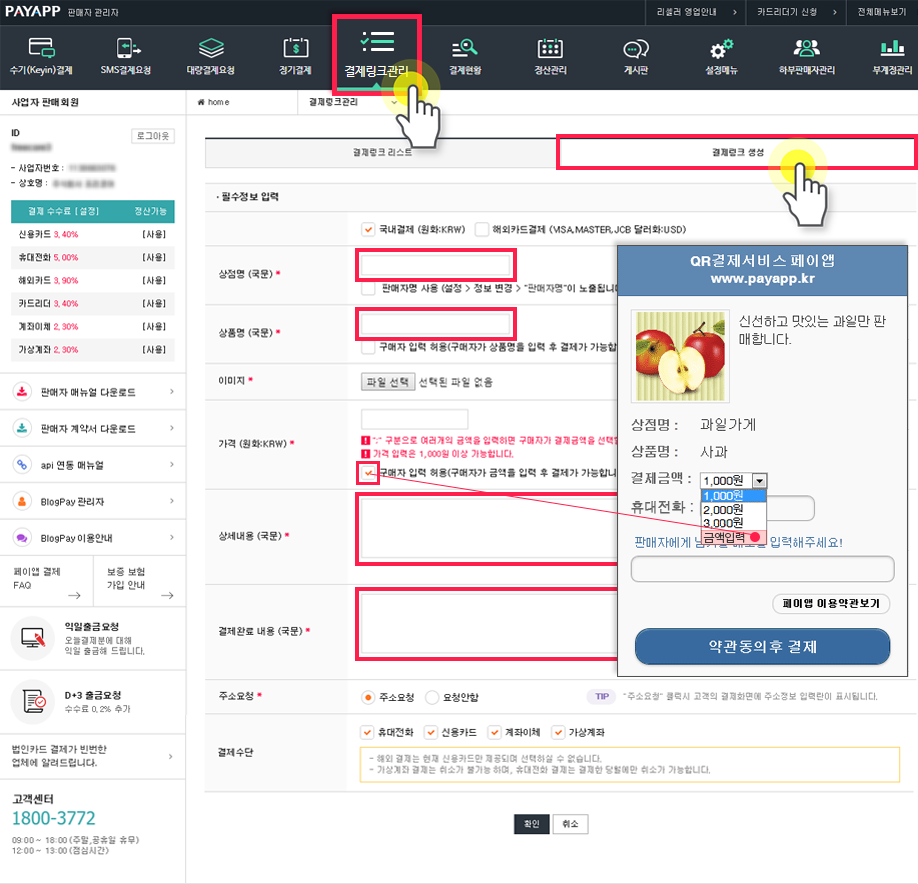 PAYAPP 판매자 관리자
리셀러 영업안내 >
카드리더기 신청 >
전체메뉴보기
수기(Keyin)결제
SMS결제요청
대량결제요청
정기결제
결제링크관리
결제현황
정산관리
게시판
설정메뉴
하부판매자관리
부계정관리
사업자 판매회원
home
결제링크관리
ID
로그아웃
- 사업자번호 :
- 상호명 :
결제 수수료 [설정] 정산가능
신용카드 3,40% [사용]
휴대전화 5,00% [사용]
해외카드 3,90% [사용]
카드리더 3,40% [사용]
계좌이체 2,30% [사용]
가상계좌 2,30% [사용]
판매자 매뉴얼 다운로드 >
판매자 계약서 다운로드 >
api 연동 매뉴얼 >
BlogPay 관리자 >
BlogPay 이용안내 >
페이앱 결제
FAQ
보증 보험
가입 안내
익일출금요청
오늘결제분에 대해
익일 출금해 드립니다.
D+3 출금요청
수수료 0,2% 추가
법인카드 결제가 빈번한
업체에 알려드립니다. >
고객센터
1800-3772
09:00 ~ 18:00 (주말,공휴일 휴무)
12:00 ~ 13:00 (점심시간)
결제링크 리스트
결제링크 생성
· 필수정보 입력
국내결제 (원화:KRW) 해외카드결제 (VISA,MASTER,JCB 달러화:USD)
상점명 (국문) *
판매자명 사용 (설정 > 정보 변경 > "판매자명"이 노출됩니
상품명 (국문) *
구매자 입력 허용(구매자가 상품명을 입력 후 결제가 가능합
이미지 *
파일 선택 선택된 파일 없음
가격 (원화:KRW) *
":" 구분으로 여러개의 금액을 입력하면 구매자가 결제금액을 선택할
가격 입력은 1,000원 이상 가능합니다.
구매자 입력 허용(구매자가 금액을 입력 후 결제가 가능합니
상세내용 (국문) *
결제완료 내용 (국문) *
주소요청 *
주소요청 요청안함
TIP "주소요청" 클릭시 고객의 결제화면에 주소정보 입력란이 표시됩니다.
결제수단
휴대전화 신용카드 계좌이체 가상계좌
- 해외 결제는 현재 신용카드만 제공되며 선택하실 수 없습니다.
- 가상계좌 결제는 취소가 불가능 하며, 휴대전화 결제는 결제한 당월에만 취소가 가능합니다.
확인 취소
QR결제서비스 페이앱
www.payapp.kr
신선하고 맛있는 과일만 판
매합니다.
상점명 : 과일가게
상품명 : 사과
결제금액 : 1,000원
1,000원
2,000원
3,000원
금액입력
휴대전화 :
판매자에게 입력해주세요!
페이앱 이용약관보기
약관동의후 결제